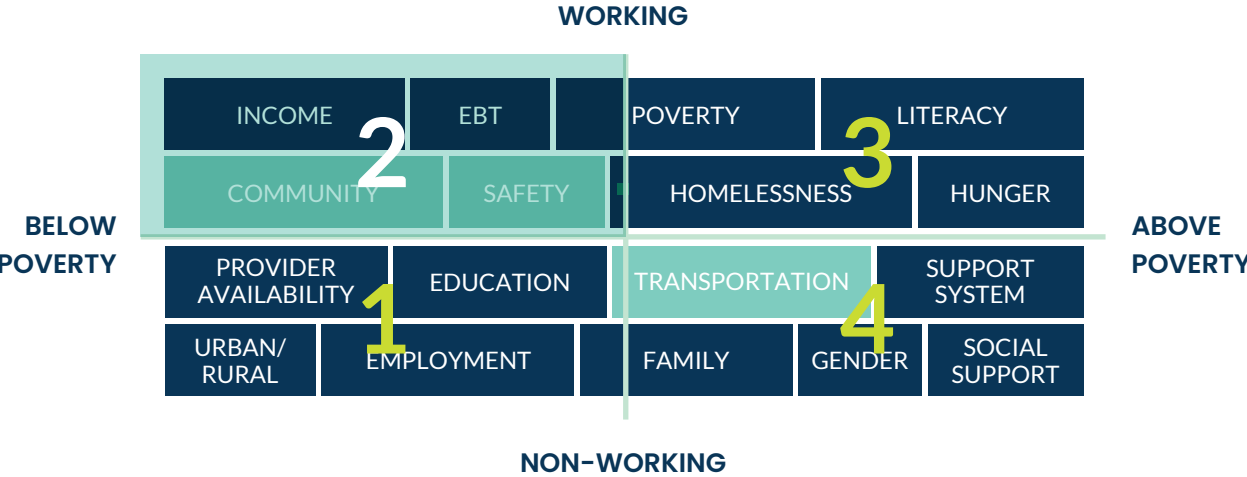 WORKING
INCOME
EBT
POVERTY
LITERACY
2
3
COMMUNITY
SAFETY
HOMELESSNESS
HUNGER
BELOW
POVERTY
ABOVE
POVERTY
PROVIDER
AVAILABILITY
EDUCATION
TRANSPORTATION
SUPPORT
SYSTEM
1
4
URBAN/
RURAL
EMPLOYMENT
FAMILY
GENDER
SOCIAL
SUPPORT
NON-WORKING